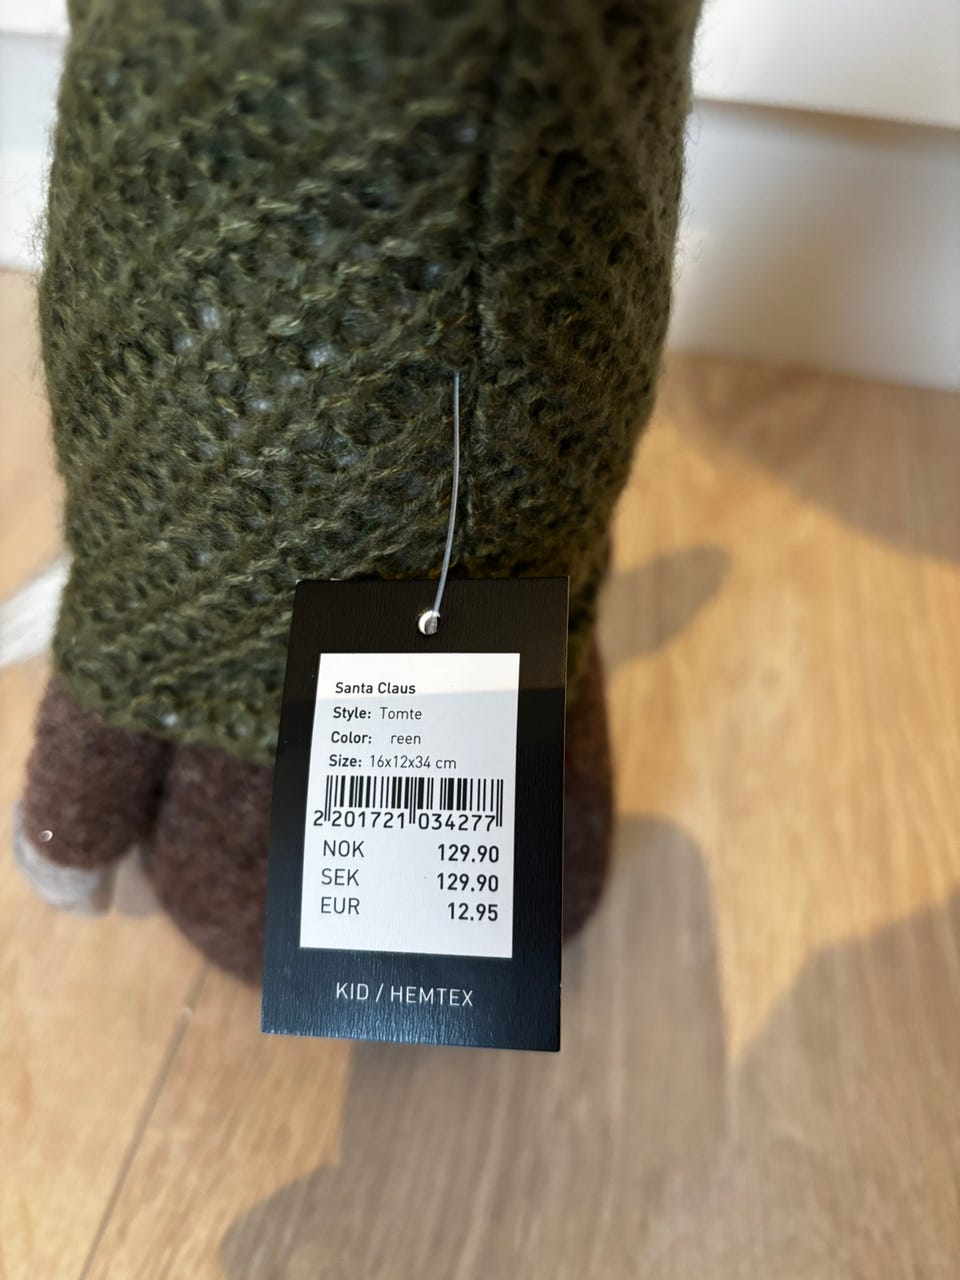 Santa Claus
Style: Tomte
Color: reen
Size: 16x12x34 cm
2 201721 034277
NOK 129.90
SEK 129.90
EUR 12.95
KID / HEMTEX